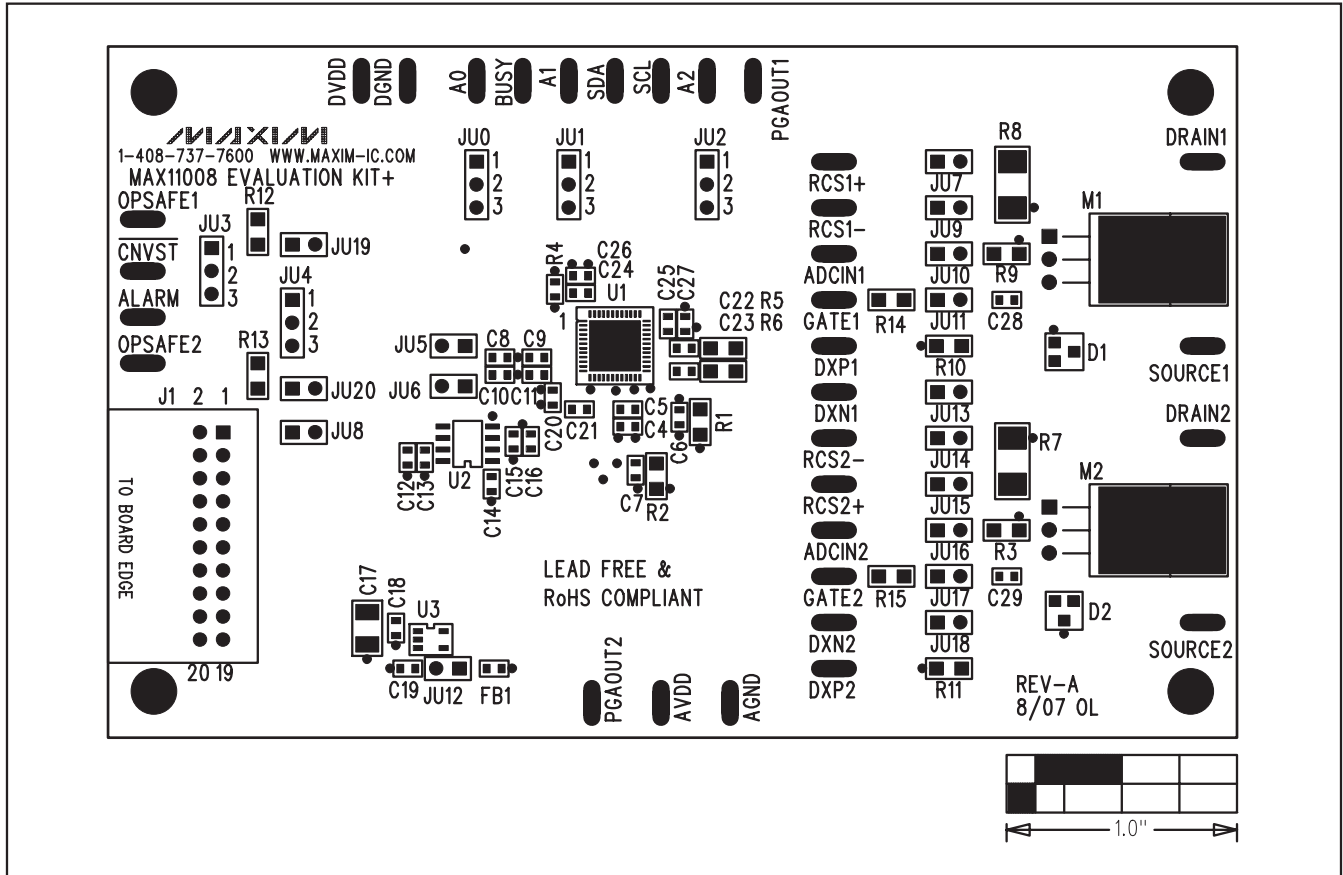 DVDD
DGND
A0
BUSY
A1
SDA
SCL
A2
PGAOUT1
MAXIM
1-408-737-7600 WWW.MAXIM-IC.COM
MAX11008 EVALUATION KIT+
JU0
1
2
3
JU1
1
2
3
JU2
1
2
3
R8
DRAIN1
OPSAFE1
R12
JU3
1
2
3
JU19
CNVST
ALARM
OPSAFE2
JU4
1
2
3
R13
JU20
JU8
J1 2 1
TO BOARD EDGE
20 19
JU5
JU6
R4
C26
C24
U1
1
C25
C27
C22 R5
C23 R6
C8
C9
C10
C11
C20
C21
C5
C4
C6
R1
C7
R2
U2
C12
C13
C14
C15
C16
RCS1+
RCS1-
ADCIN1
GATE1
DXP1
DXN1
RCS2-
RCS2+
ADCIN2
GATE2
DXN2
DXP2
JU7
JU9
JU10
JU11
R10
JU13
JU14
JU15
JU16
JU17
JU18
R11
R14
R15
M1
R9
C28
D1
SOURCE1
DRAIN2
R7
M2
R3
C29
D2
SOURCE2
LEAD FREE &
RoHS COMPLIANT
C17
C18
U3
C19
JU12
FB1
PGAOUT2
AVDD
AGND
REV-A
8/07 OL
1.0"